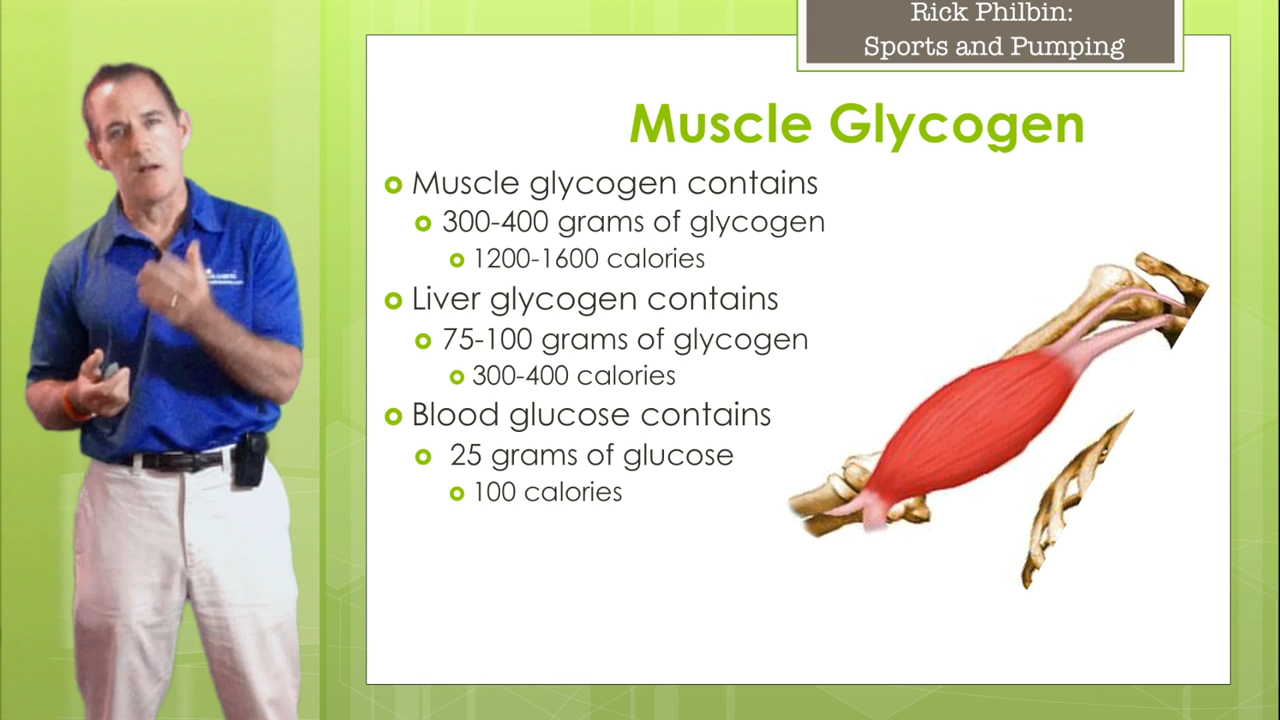 Rick Philbin:
Sports and Pumping
Muscle Glycogen
Muscle glycogen contains
300-400 grams of glycogen
1200-1600 calories
Liver glycogen contains
75-100 grams of glycogen
300-400 calories
Blood glucose contains
25 grams of glucose
100 calories